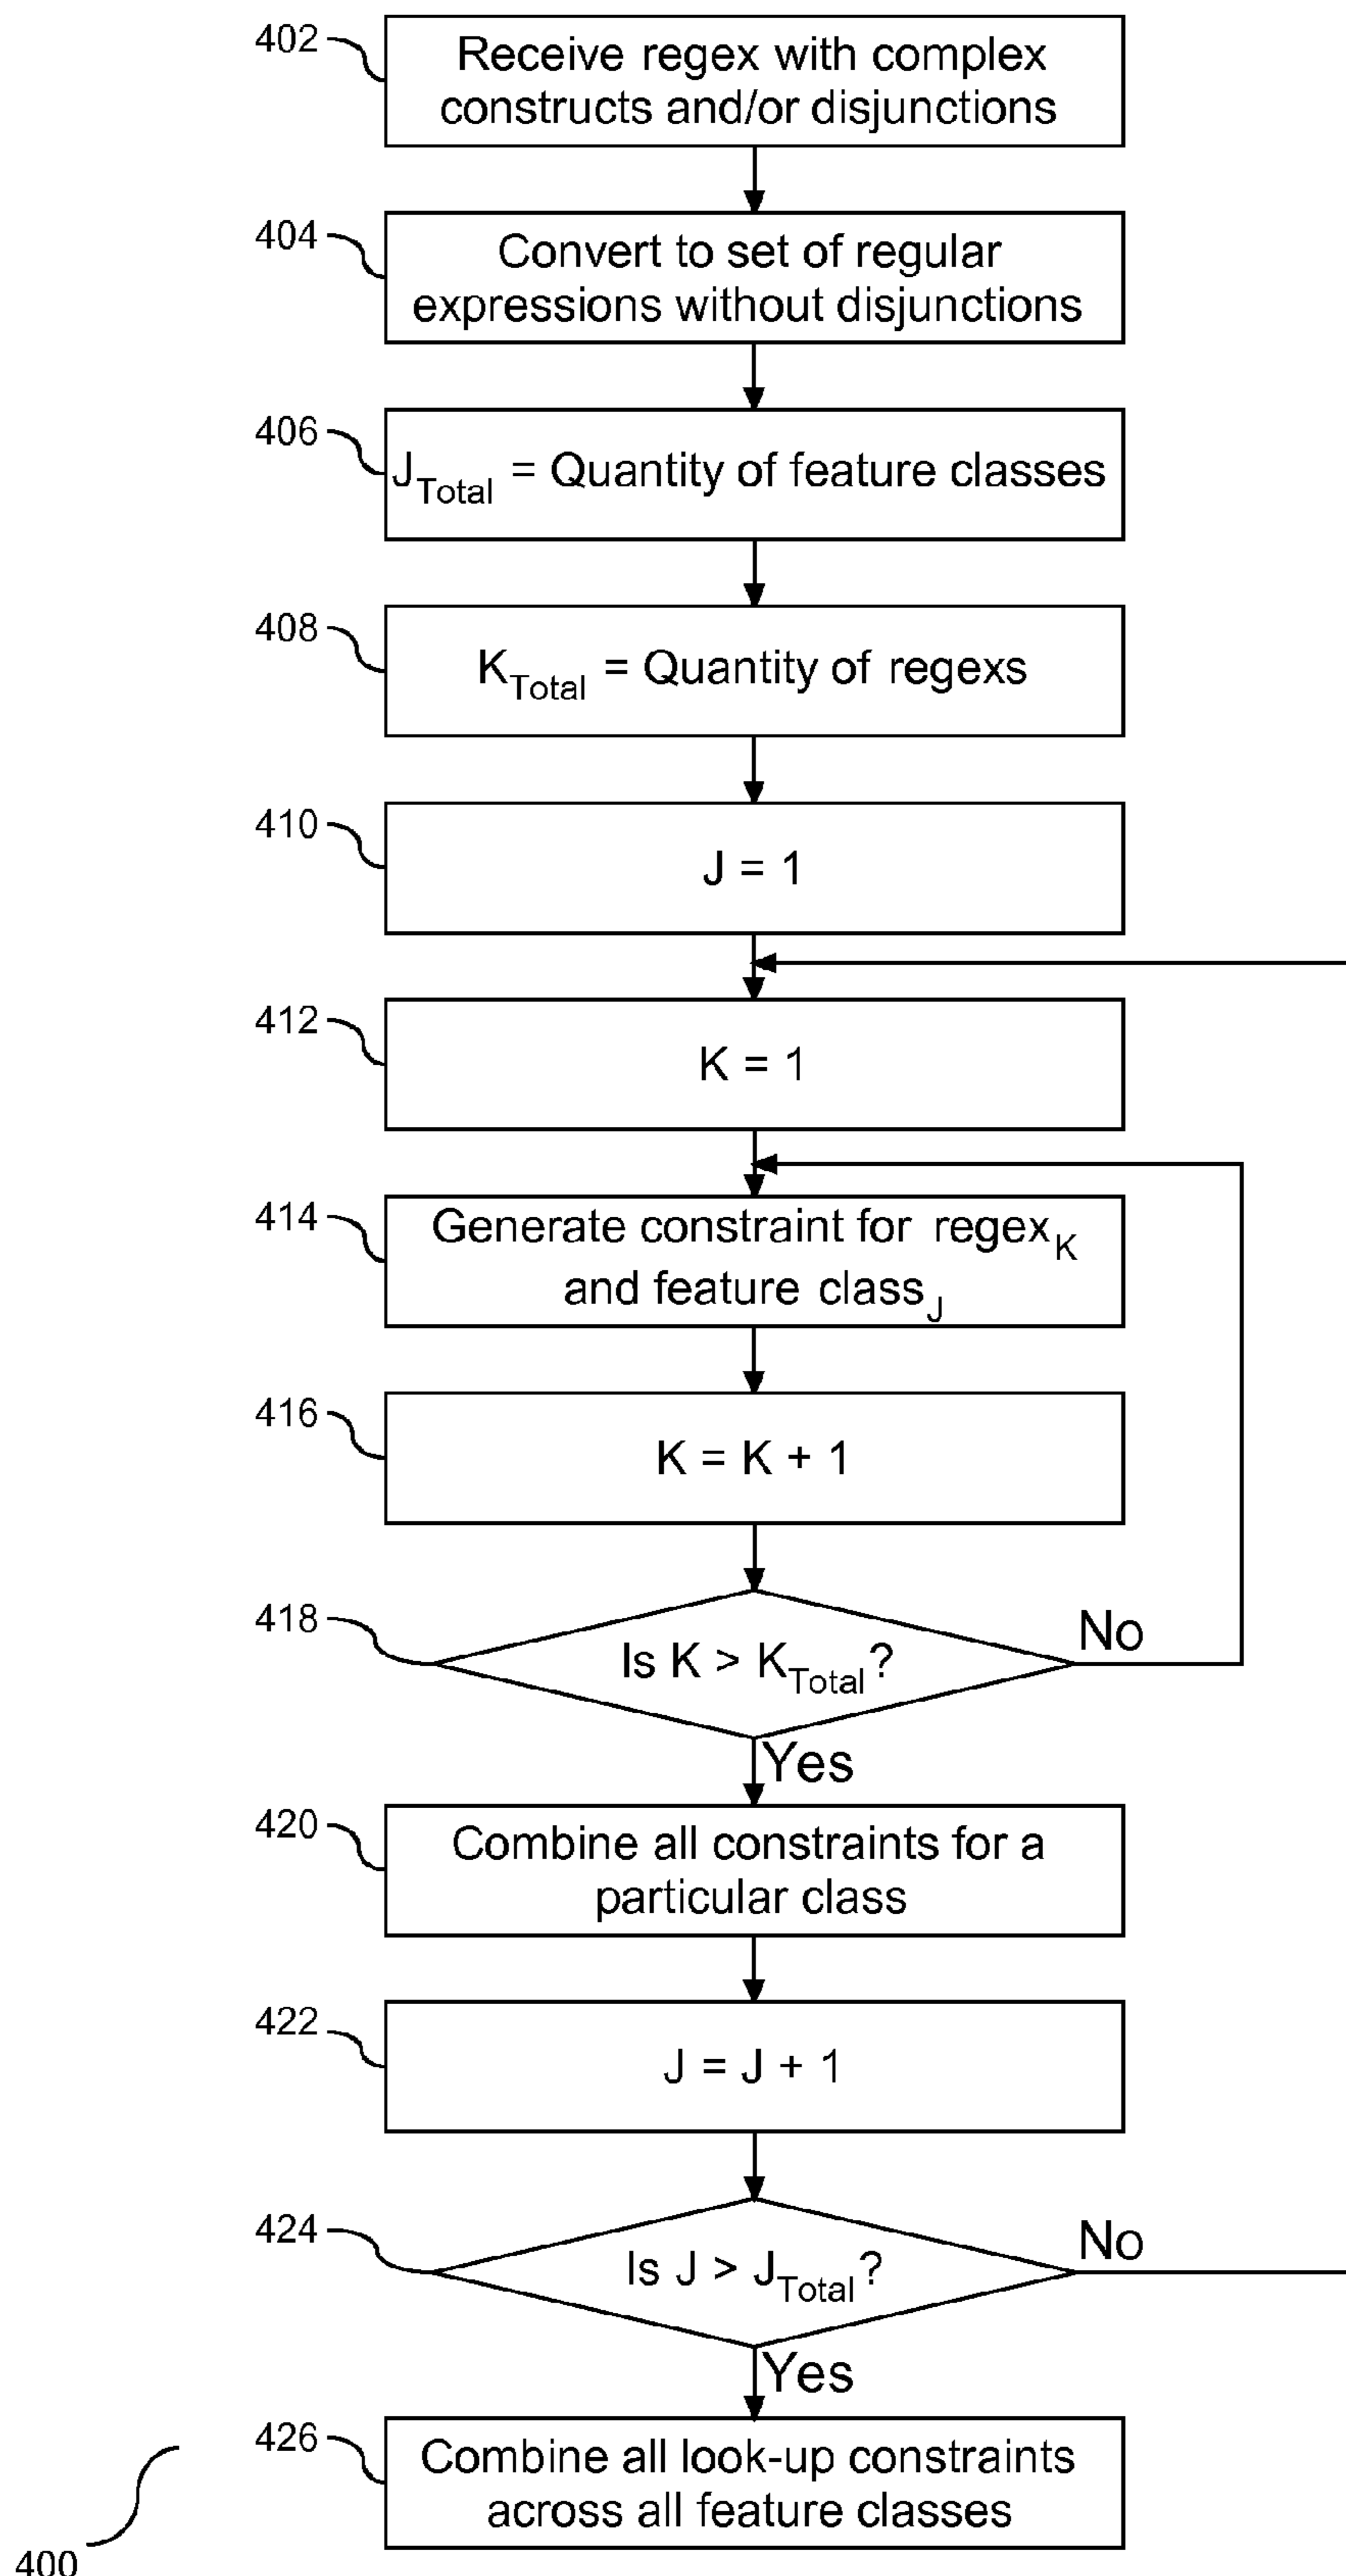 402
Receive regex with complex
constructs and/or disjunctions
404
Convert to set of regular
expressions without disjunctions
406
JTotal = Quantity of feature classes
408
KTotal = Quantity of regexs
410
J = 1
412
K = 1
414
Generate constraint for regexK
and feature classJ
416
K = K + 1
418
Is K > KTotal?
No
Yes
420
Combine all constraints for a
particular class
422
J = J + 1
424
Is J > JTotal?
No
Yes
426
Combine all look-up constraints
across all feature classes
400